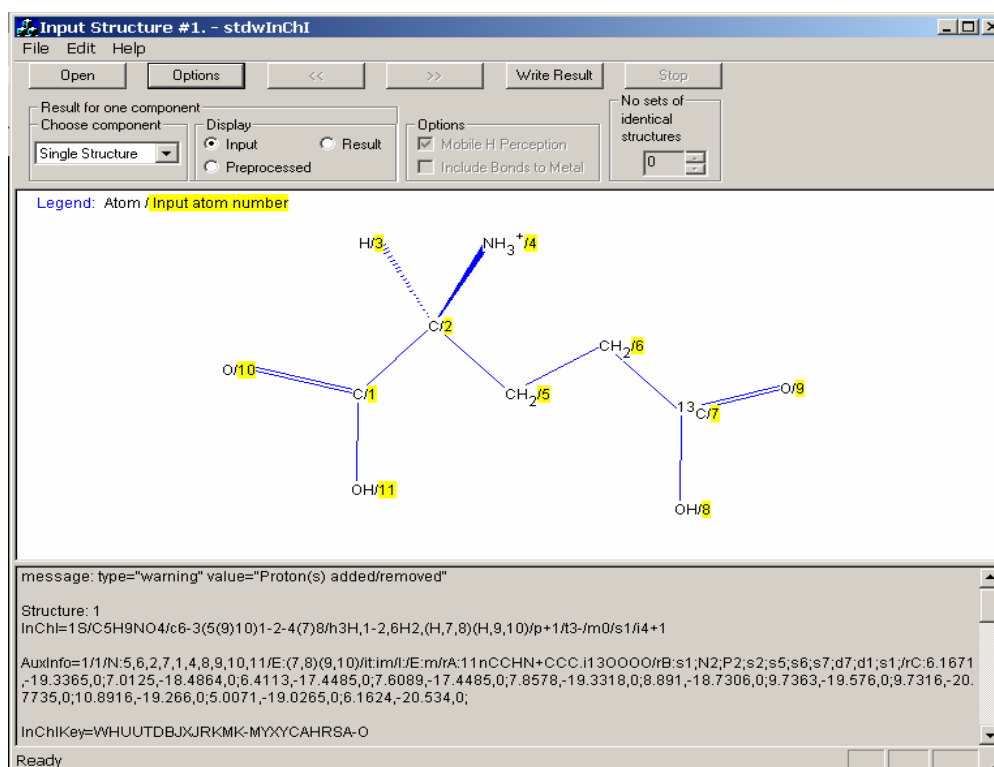 Input Structure #1. - stdwInChI
File Edit Help
Open Options << >> Write Result Stop
Result for one component
Choose component
Single Structure
Display
Input Result
Preprocessed
Options
Mobile H Perception
Include Bonds to Metal
No sets of
identical
structures
0
Legend: Atom /Input atom number
H/3 NH3+/4
C/2
CH2/6
O/10
O/9
C/1 CH2/5
13C/7
OH/11
OH/8
message: type="warning" value="Proton(s) added/removed"
Structure: 1
InChI=1S/C5H9NO4/c6-3(5(9)10)1-2-4(7)8/h3H,1-2,6H2,(H,7,8)(H,9,10)/p+1/t3-/m0/s1/i4+1
AuxInfo=1/1/N:5,6,2,7,1,4,8,9,10,11/E:(7,8)(9,10)/it:im/I:/E:m/rA:11nCCHN+CCC.i13OOOO/rB:s1;N2;P2;s2;s5;s6;s7;d7;d1;s1;/rC:6.1671
,-19.3365,0;7.0125,-18.4864,0;6.4113,-17.4485,0;7.6089,-17.4485,0;7.8578,-19.3318,0;8.891,-18.7306,0;9.7363,-19.576,0;9.7316,-20.
7735,0;10.8916,-19.266,0;5.0071,-19.0265,0;6.1624,-20.534,0;
InChIKey=WHUUTDBJXJRKMK-MYXYCAHRSA-O
Ready